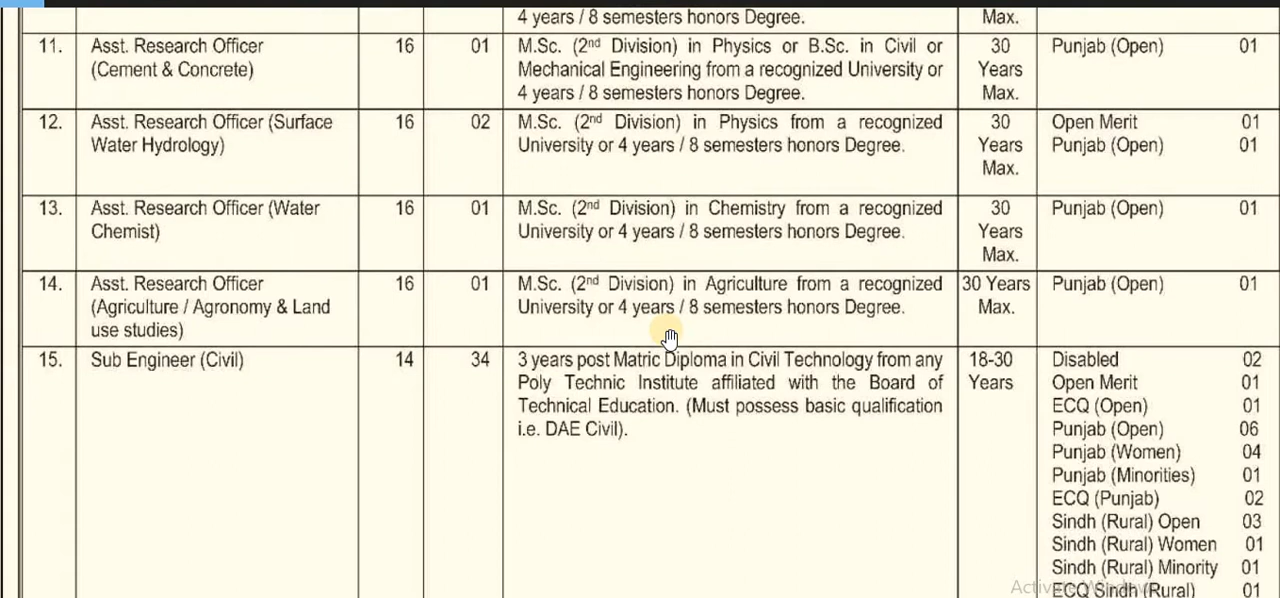 4 years / 8 semesters honors Degree. Max.
11. Asst. Research Officer 16 01 M.Sc. (2nd Division) in Physics or B.Sc. in Civil or 30 Punjab (Open) 01
(Cement & Concrete) Mechanical Engineering from a recognized University or Years
4 years / 8 semesters honors Degree. Max.
12. Asst. Research Officer (Surface 16 02 M.Sc. (2nd Division) in Physics from a recognized 30 Open Merit 01
Water Hydrology) University or 4 years / 8 semesters honors Degree. Years Punjab (Open) 01
Max.
13. Asst. Research Officer (Water 16 01 M.Sc. (2nd Division) in Chemistry from a recognized 30 Punjab (Open) 01
Chemist) University or 4 years / 8 semesters honors Degree. Years
Max.
14. Asst. Research Officer 16 01 M.Sc. (2nd Division) in Agriculture from a recognized 30 Years Punjab (Open) 01
(Agriculture / Agronomy & Land University or 4 years / 8 semesters honors Degree. Max.
use studies)
15. Sub Engineer (Civil) 14 34 3 years post Matric Diploma in Civil Technology from any 18-30 Disabled 02
Poly Technic Institute affiliated with the Board of Years Open Merit 01
Technical Education. (Must possess basic qualification ECQ (Open) 01
i.e. DAE Civil). Punjab (Open) 06
Punjab (Women) 04
Punjab (Minorities) 01
ECQ (Punjab) 02
Sindh (Rural) Open 03
Sindh (Rural) Women 01
Sindh (Rural) Minority 01
Activate Windows
ECQ Sindh (Rural) 01